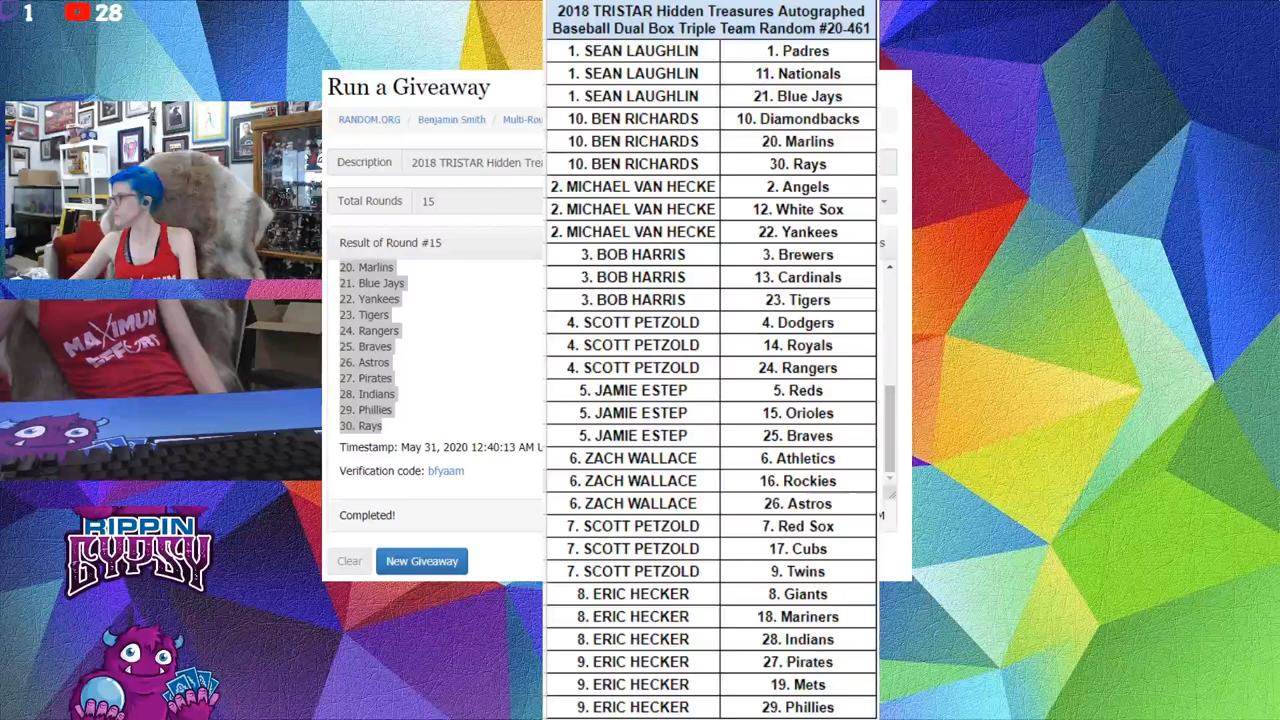 1 28
Run a Giveaway
RANDOM.ORG / Benjamin Smith / Multi-Rou
Description 2018 TRISTAR Hidden Trea
Total Rounds 15
Result of Round #15
20. Marlins
21. Blue Jays
22. Yankees
23. Tigers
24. Rangers
25. Braves
26. Astros
27. Pirates
28. Indians
29. Phillies
30. Rays
Timestamp: May 31, 2020 12:40:13 AM U
Verification code: bfyaam
Completed!
Clear New Giveaway
2018 TRISTAR Hidden Treasures Autographed
Baseball Dual Box Triple Team Random #20-461
1. SEAN LAUGHLIN 1. Padres
1. SEAN LAUGHLIN 11. Nationals
1. SEAN LAUGHLIN 21. Blue Jays
10. BEN RICHARDS 10. Diamondbacks
10. BEN RICHARDS 20. Marlins
10. BEN RICHARDS 30. Rays
2. MICHAEL VAN HECKE 2. Angels
2. MICHAEL VAN HECKE 12. White Sox
2. MICHAEL VAN HECKE 22. Yankees
3. BOB HARRIS 3. Brewers
3. BOB HARRIS 13. Cardinals
3. BOB HARRIS 23. Tigers
4. SCOTT PETZOLD 4. Dodgers
4. SCOTT PETZOLD 14. Royals
4. SCOTT PETZOLD 24. Rangers
5. JAMIE ESTEP 5. Reds
5. JAMIE ESTEP 15. Orioles
5. JAMIE ESTEP 25. Braves
6. ZACH WALLACE 6. Athletics
6. ZACH WALLACE 16. Rockies
6. ZACH WALLACE 26. Astros
7. SCOTT PETZOLD 7. Red Sox
7. SCOTT PETZOLD 17. Cubs
7. SCOTT PETZOLD 9. Twins
8. ERIC HECKER 8. Giants
8. ERIC HECKER 18. Mariners
8. ERIC HECKER 28. Indians
9. ERIC HECKER 27. Pirates
9. ERIC HECKER 19. Mets
9. ERIC HECKER 29. Phillies
s
M
MAXIMUM
EFFORT
RIPPIN
GYPSY